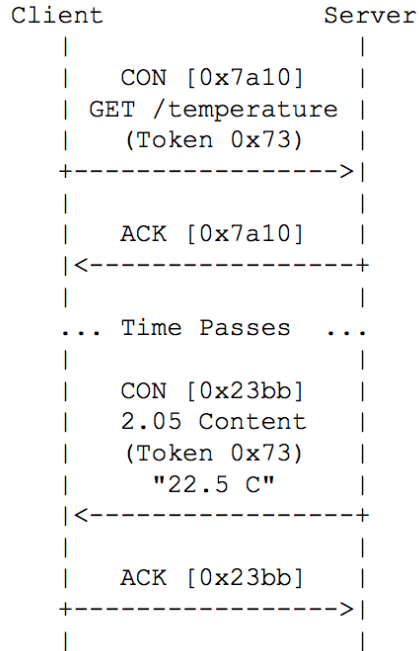 Client Server
CON [0x7a10]
GET /temperature
(Token 0x73)
ACK [0x7a10]
... Time Passes ...
CON [0x23bb]
2.05 Content
(Token 0x73)
"22.5 C"
ACK [0x23bb]